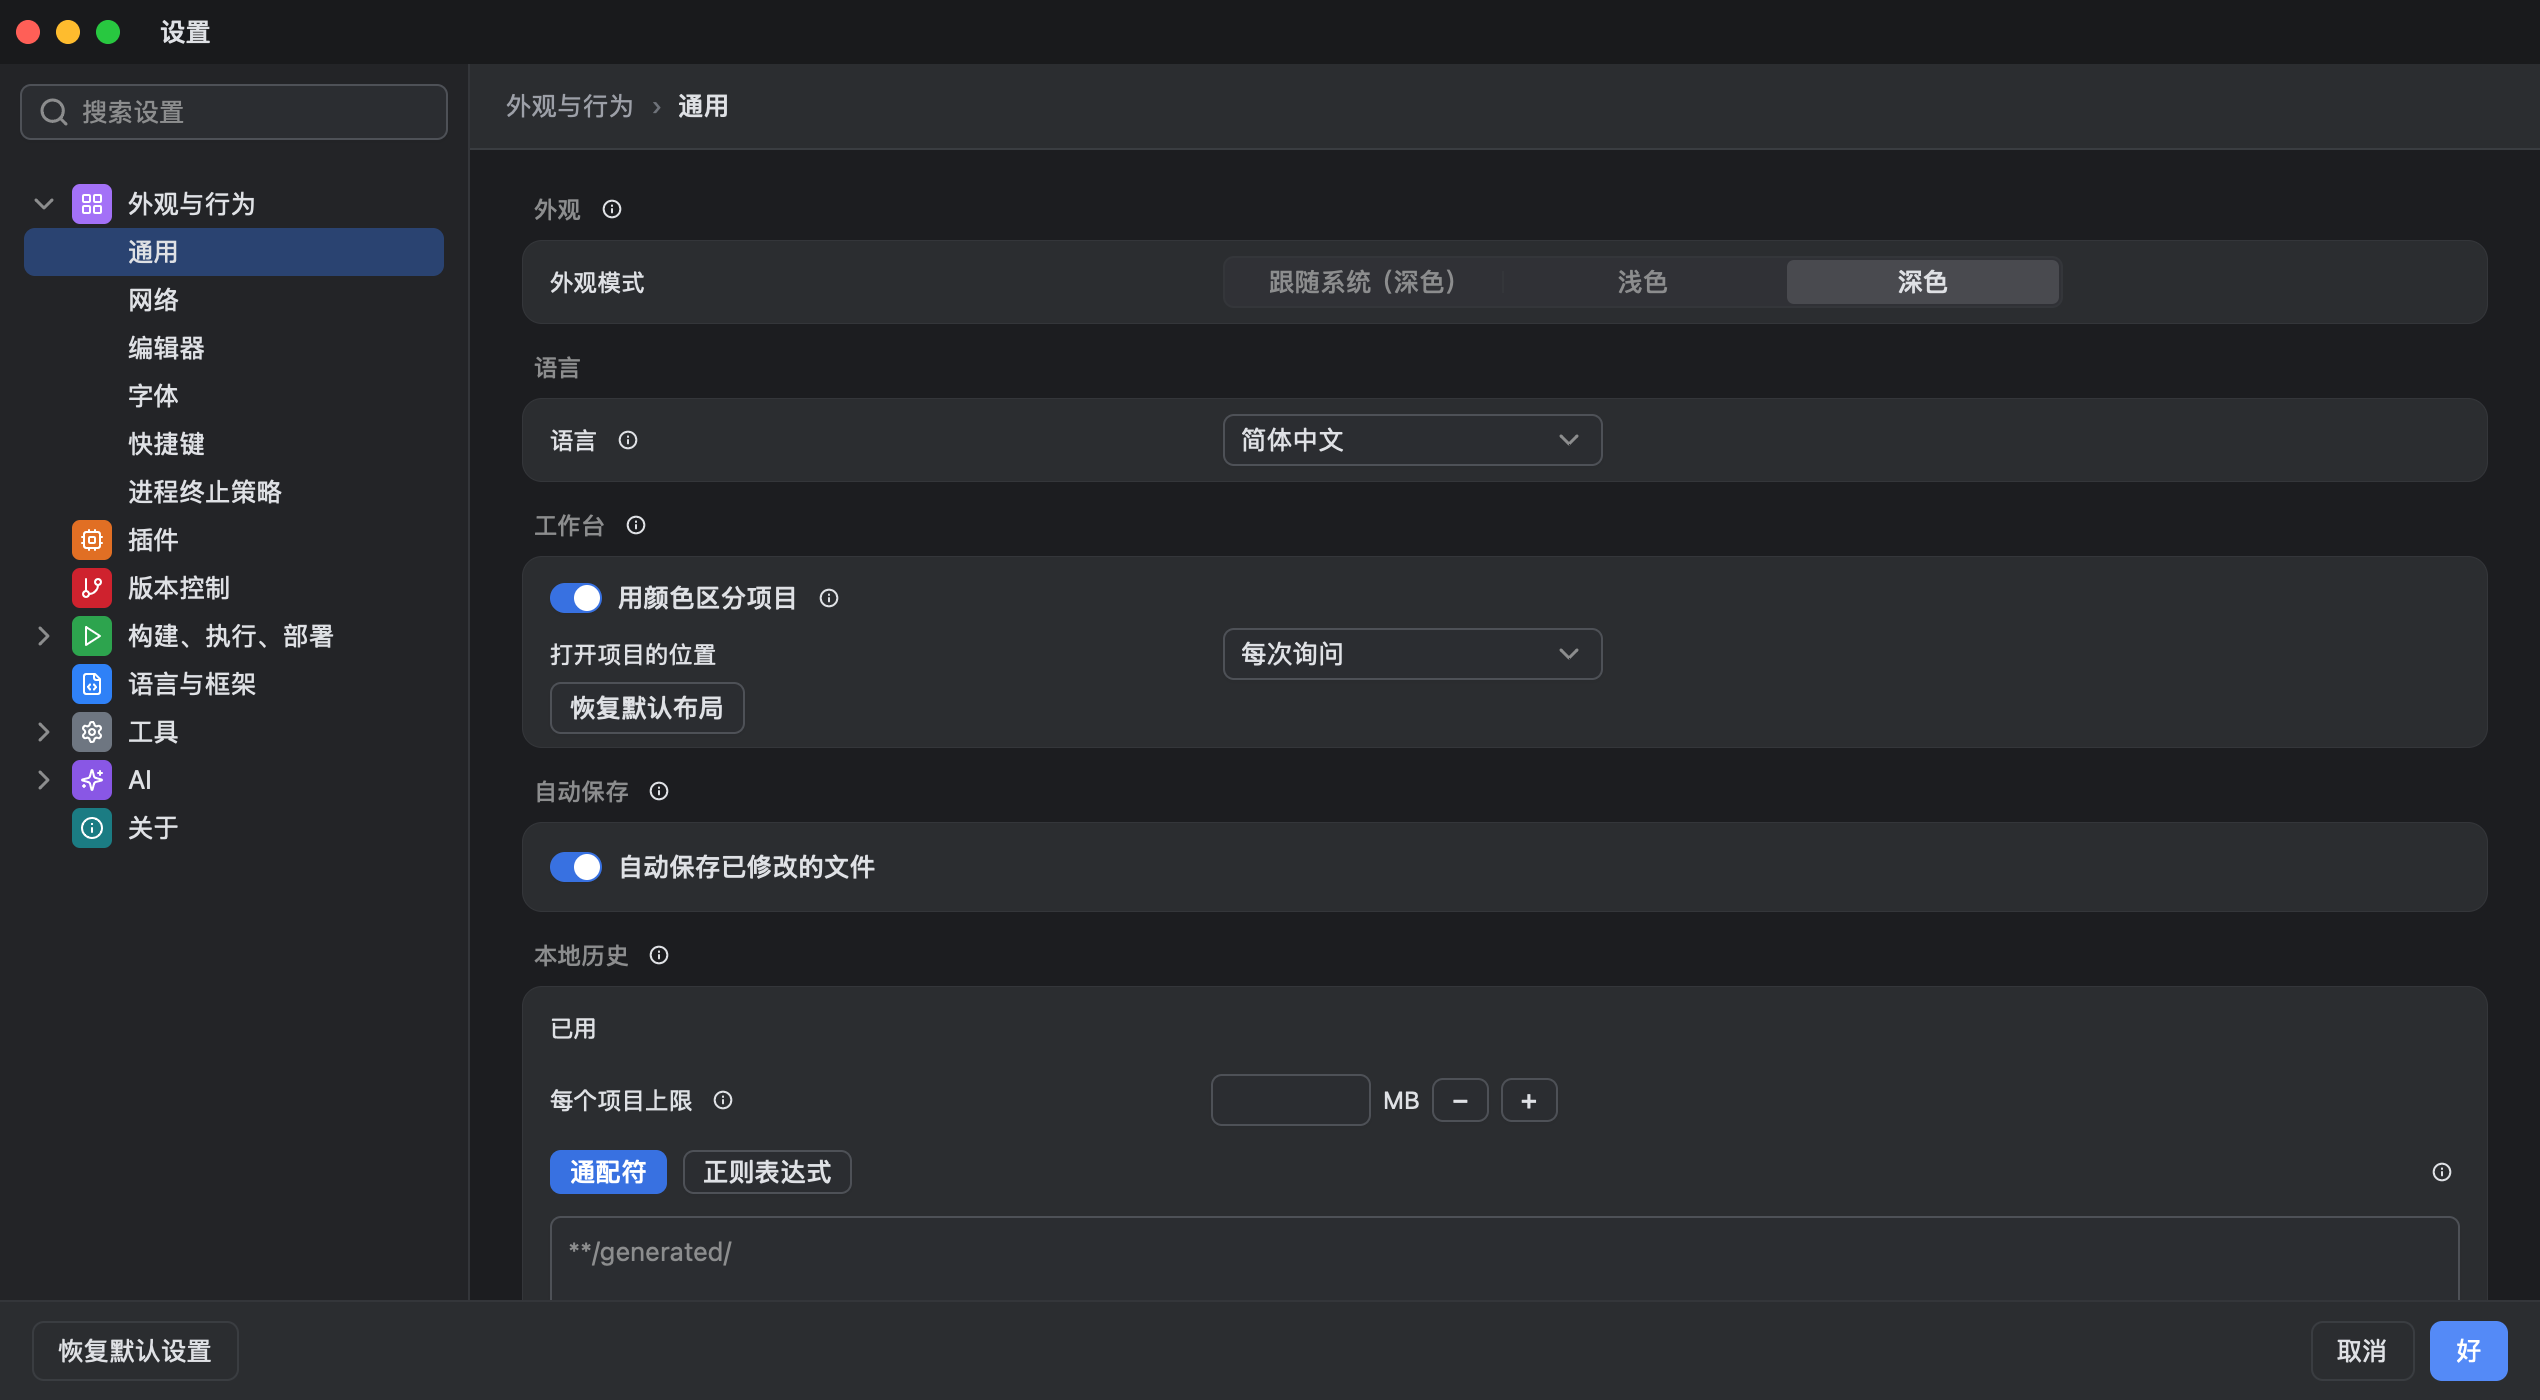 设置
搜索设置
外观与行为
通用
网络
编辑器
字体
快捷键
进程终止策略
插件
版本控制
构建、执行、部署
语言与框架
工具
AI
关于
外观与行为 › 通用
外观
外观模式 跟随系统（深色） 浅色 深色
语言
语言 简体中文
工作台
用颜色区分项目
打开项目的位置 每次询问
恢复默认布局
自动保存
自动保存已修改的文件
本地历史
已用
每个项目上限 MB − +
通配符 正则表达式
**/generated/
恢复默认设置 取消 好